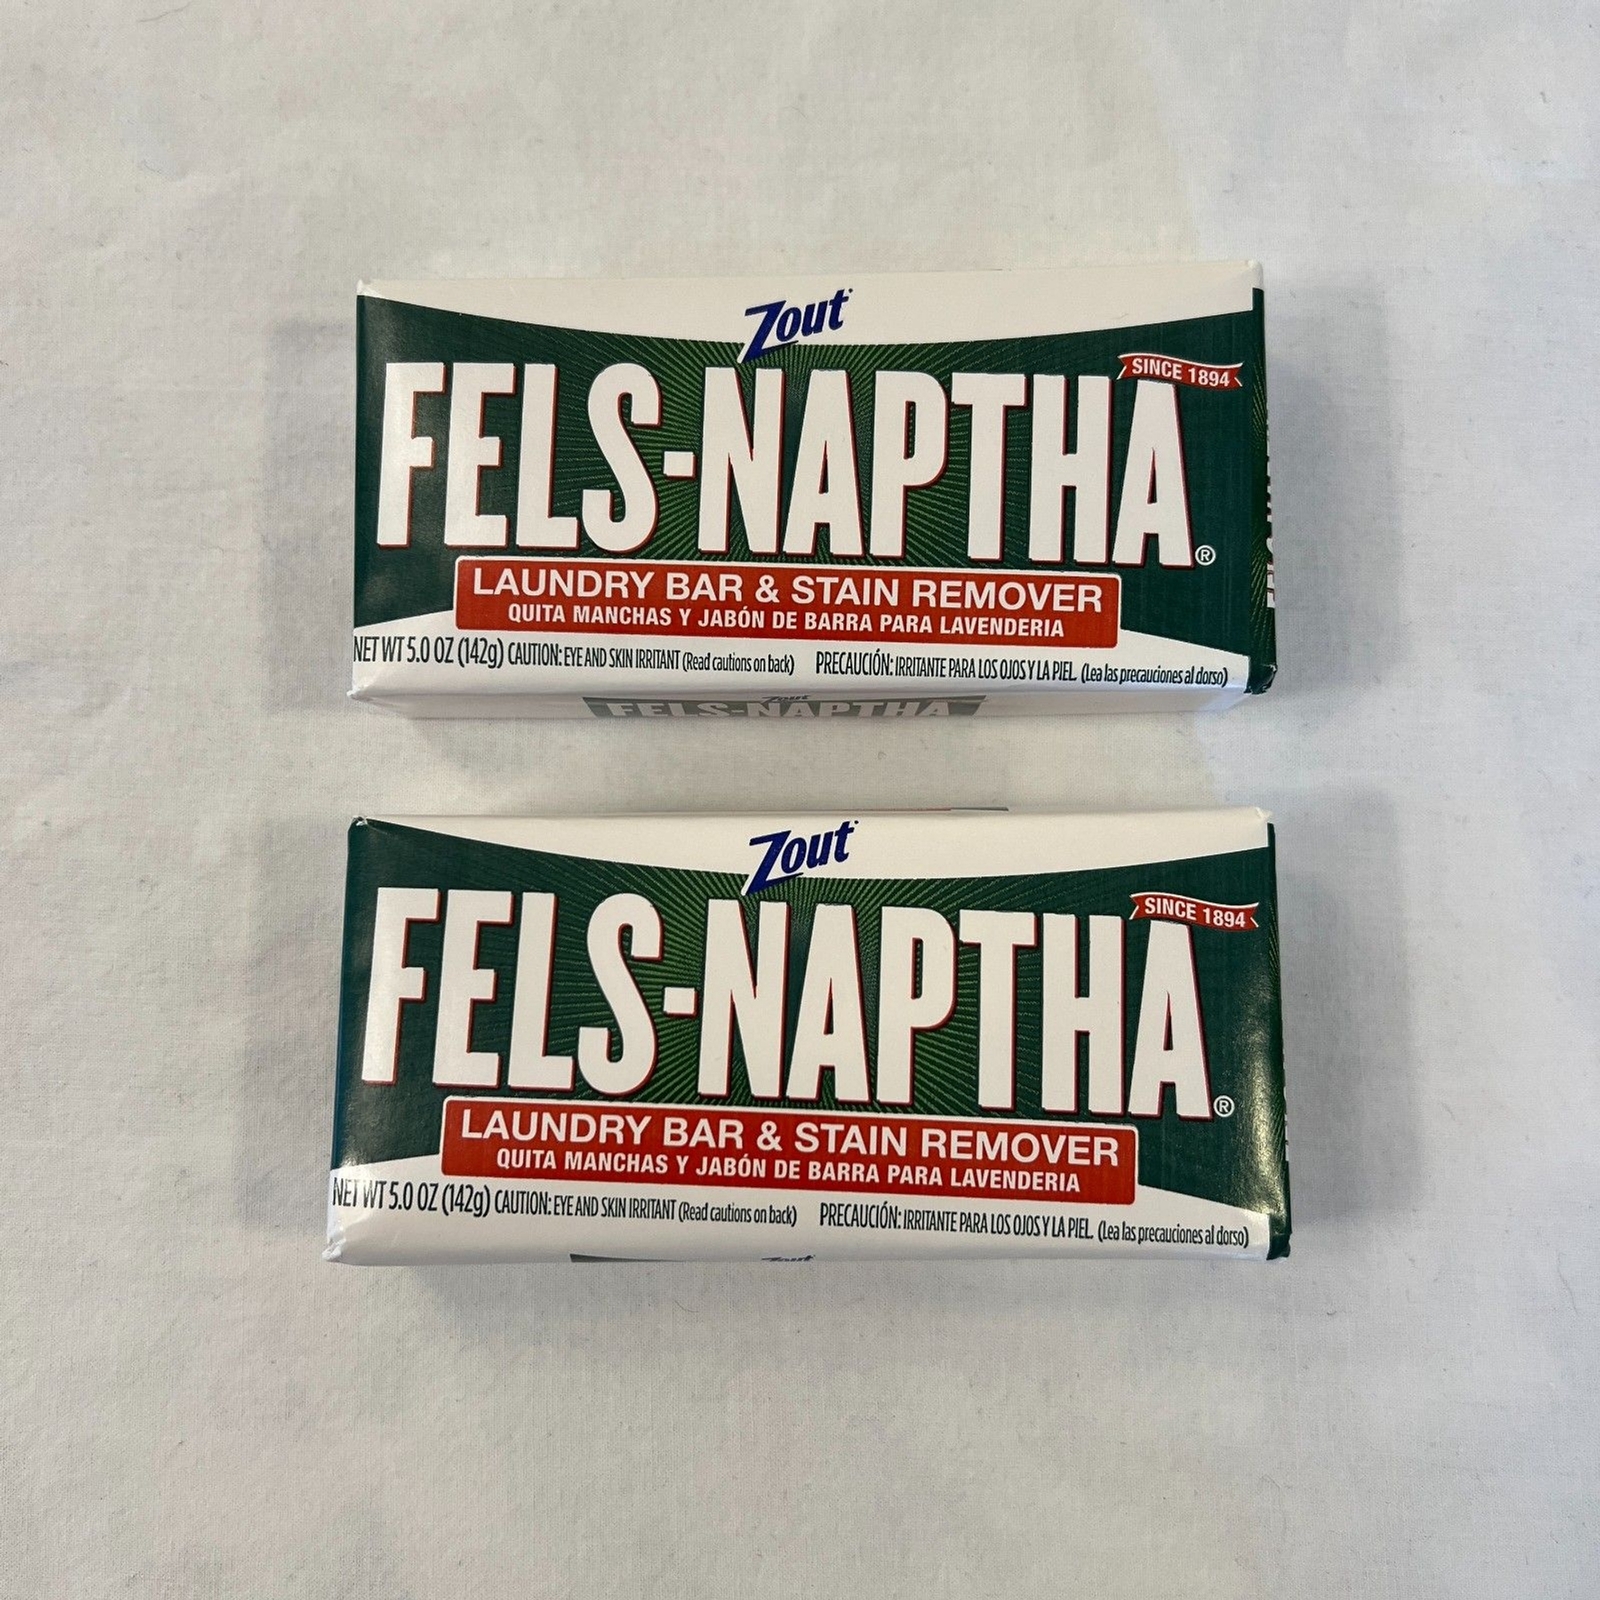 Zout
SINCE 1894
FELS-NAPTHA®
LAUNDRY BAR & STAIN REMOVER
QUITA MANCHAS Y JABÓN DE BARRA PARA LAVENDERIA
NET WT 5.0 OZ (142g) CAUTION: EYE AND SKIN IRRITANT (Read cautions on back) PRECAUCIÓN: IRRITANTE PARA LOS OJOS Y LA PIEL. (Lea las precauciones al dorso)
Zout
FELS-NAPTHA
Zout
SINCE 1894
FELS-NAPTHA®
LAUNDRY BAR & STAIN REMOVER
QUITA MANCHAS Y JABÓN DE BARRA PARA LAVENDERIA
NET WT 5.0 OZ (142g) CAUTION: EYE AND SKIN IRRITANT (Read cautions on back) PRECAUCIÓN: IRRITANTE PARA LOS OJOS Y LA PIEL. (Lea las precauciones al dorso)
Zout